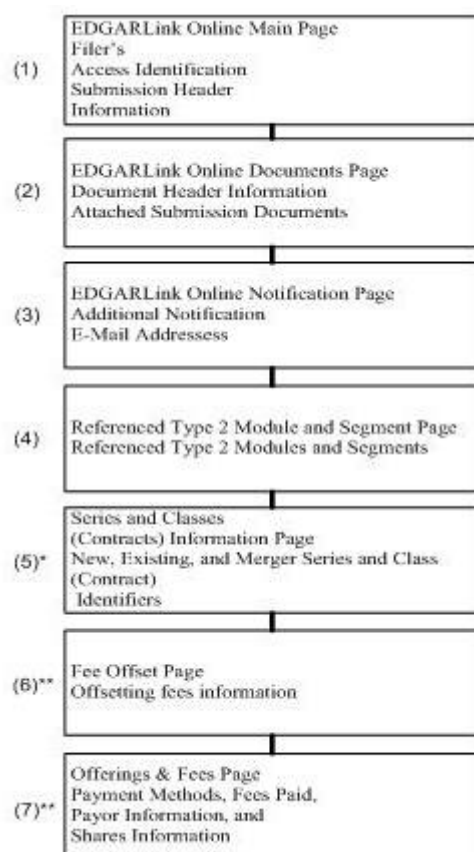 EDGARLink Online Main Page
Filer's
(1)
Access Identification
Submission Header
Information
EDGARLink Online Documents Page
(2)
Document Header Information
Attached Submission Documents
EDGARLink Online Notification Page
(3)
Additional Notification
E-Mail Addressess
(4)
Referenced Type 2 Module and Segment Page
Referenced Type 2 Modules and Segments
Series and Classes
(Contracts) Information Page
(5)*
New, Existing, and Merger Series and Class
(Contract)
Identifiers
(6)**
Fee Offset Page
Offsetting fees information
Offerings & Fees Page
Payment Methods, Fees Paid,
(7)**
Payor Information, and
Shares Information